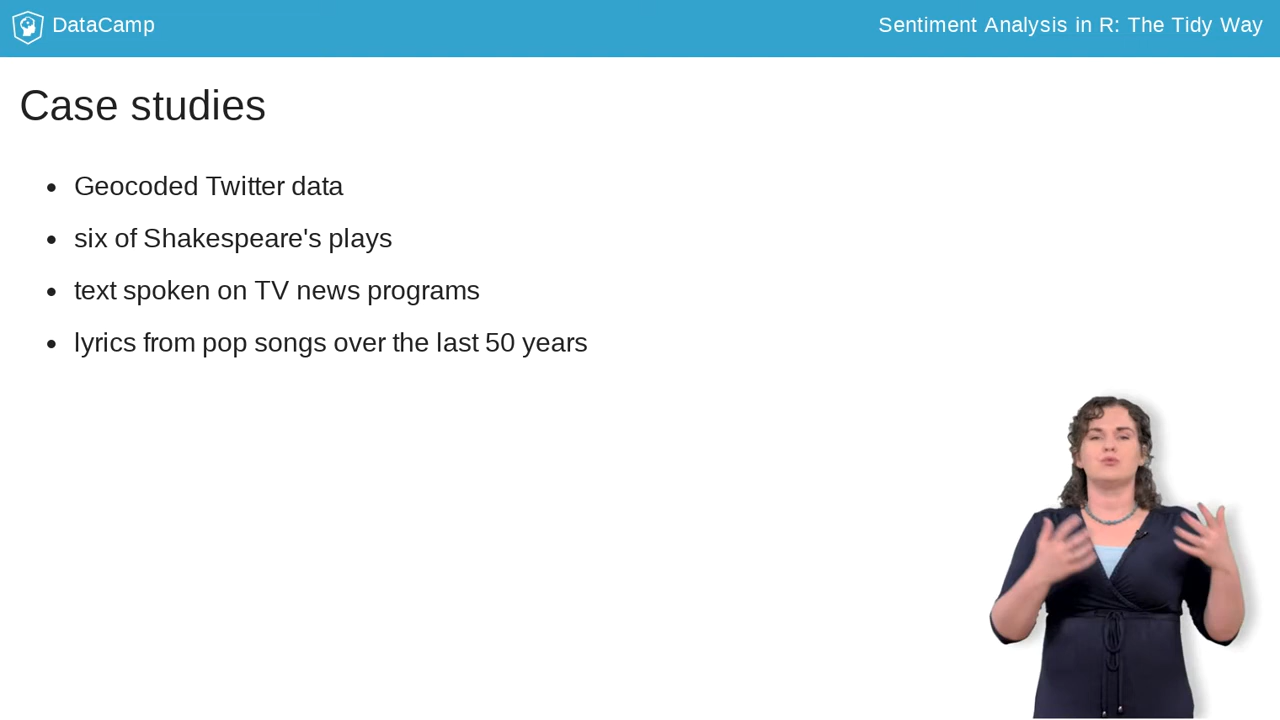 DataCamp
Sentiment Analysis in R: The Tidy Way
Case studies
Geocoded Twitter data
six of Shakespeare's plays
text spoken on TV news programs
lyrics from pop songs over the last 50 years